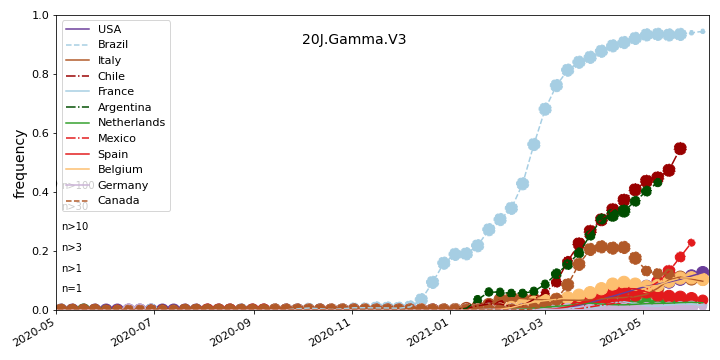 20J.Gamma.V3
frequency
1.0
0.8
0.6
0.4
0.2
0.0
USA
Brazil
Italy
Chile
France
Argentina
Netherlands
Mexico
Spain
Belgium
Germany
Canada
n>100
n>30
n>10
n>3
n>1
n=1
2020-05
2020-07
2020-09
2020-11
2021-01
2021-03
2021-05